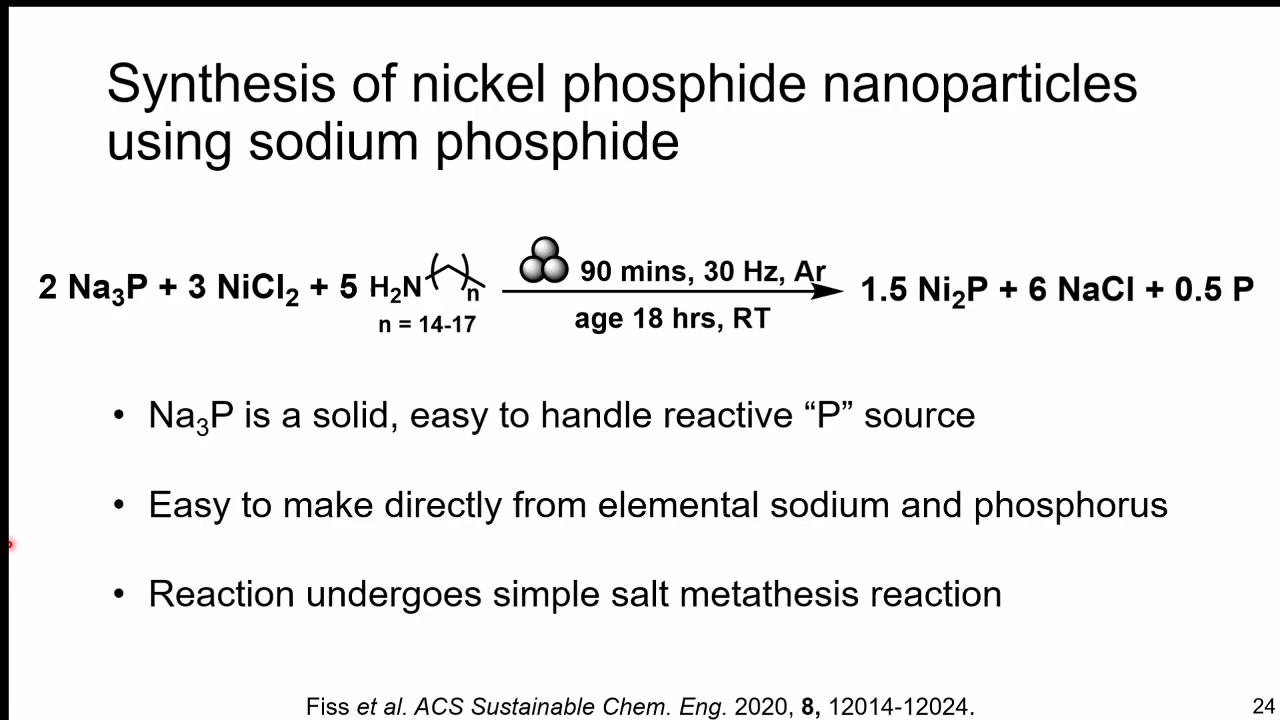 Synthesis of nickel phosphide nanoparticles
using sodium phosphide
2 Na₃P + 3 NiCl₂ + 5 H₂N ( )n 90 mins, 30 Hz, Ar 1.5 Ni₂P + 6 NaCl + 0.5 P
n = 14-17 age 18 hrs, RT
• Na₃P is a solid, easy to handle reactive “P” source
• Easy to make directly from elemental sodium and phosphorus
• Reaction undergoes simple salt metathesis reaction
Fiss et al. ACS Sustainable Chem. Eng. 2020, 8, 12014-12024.
24